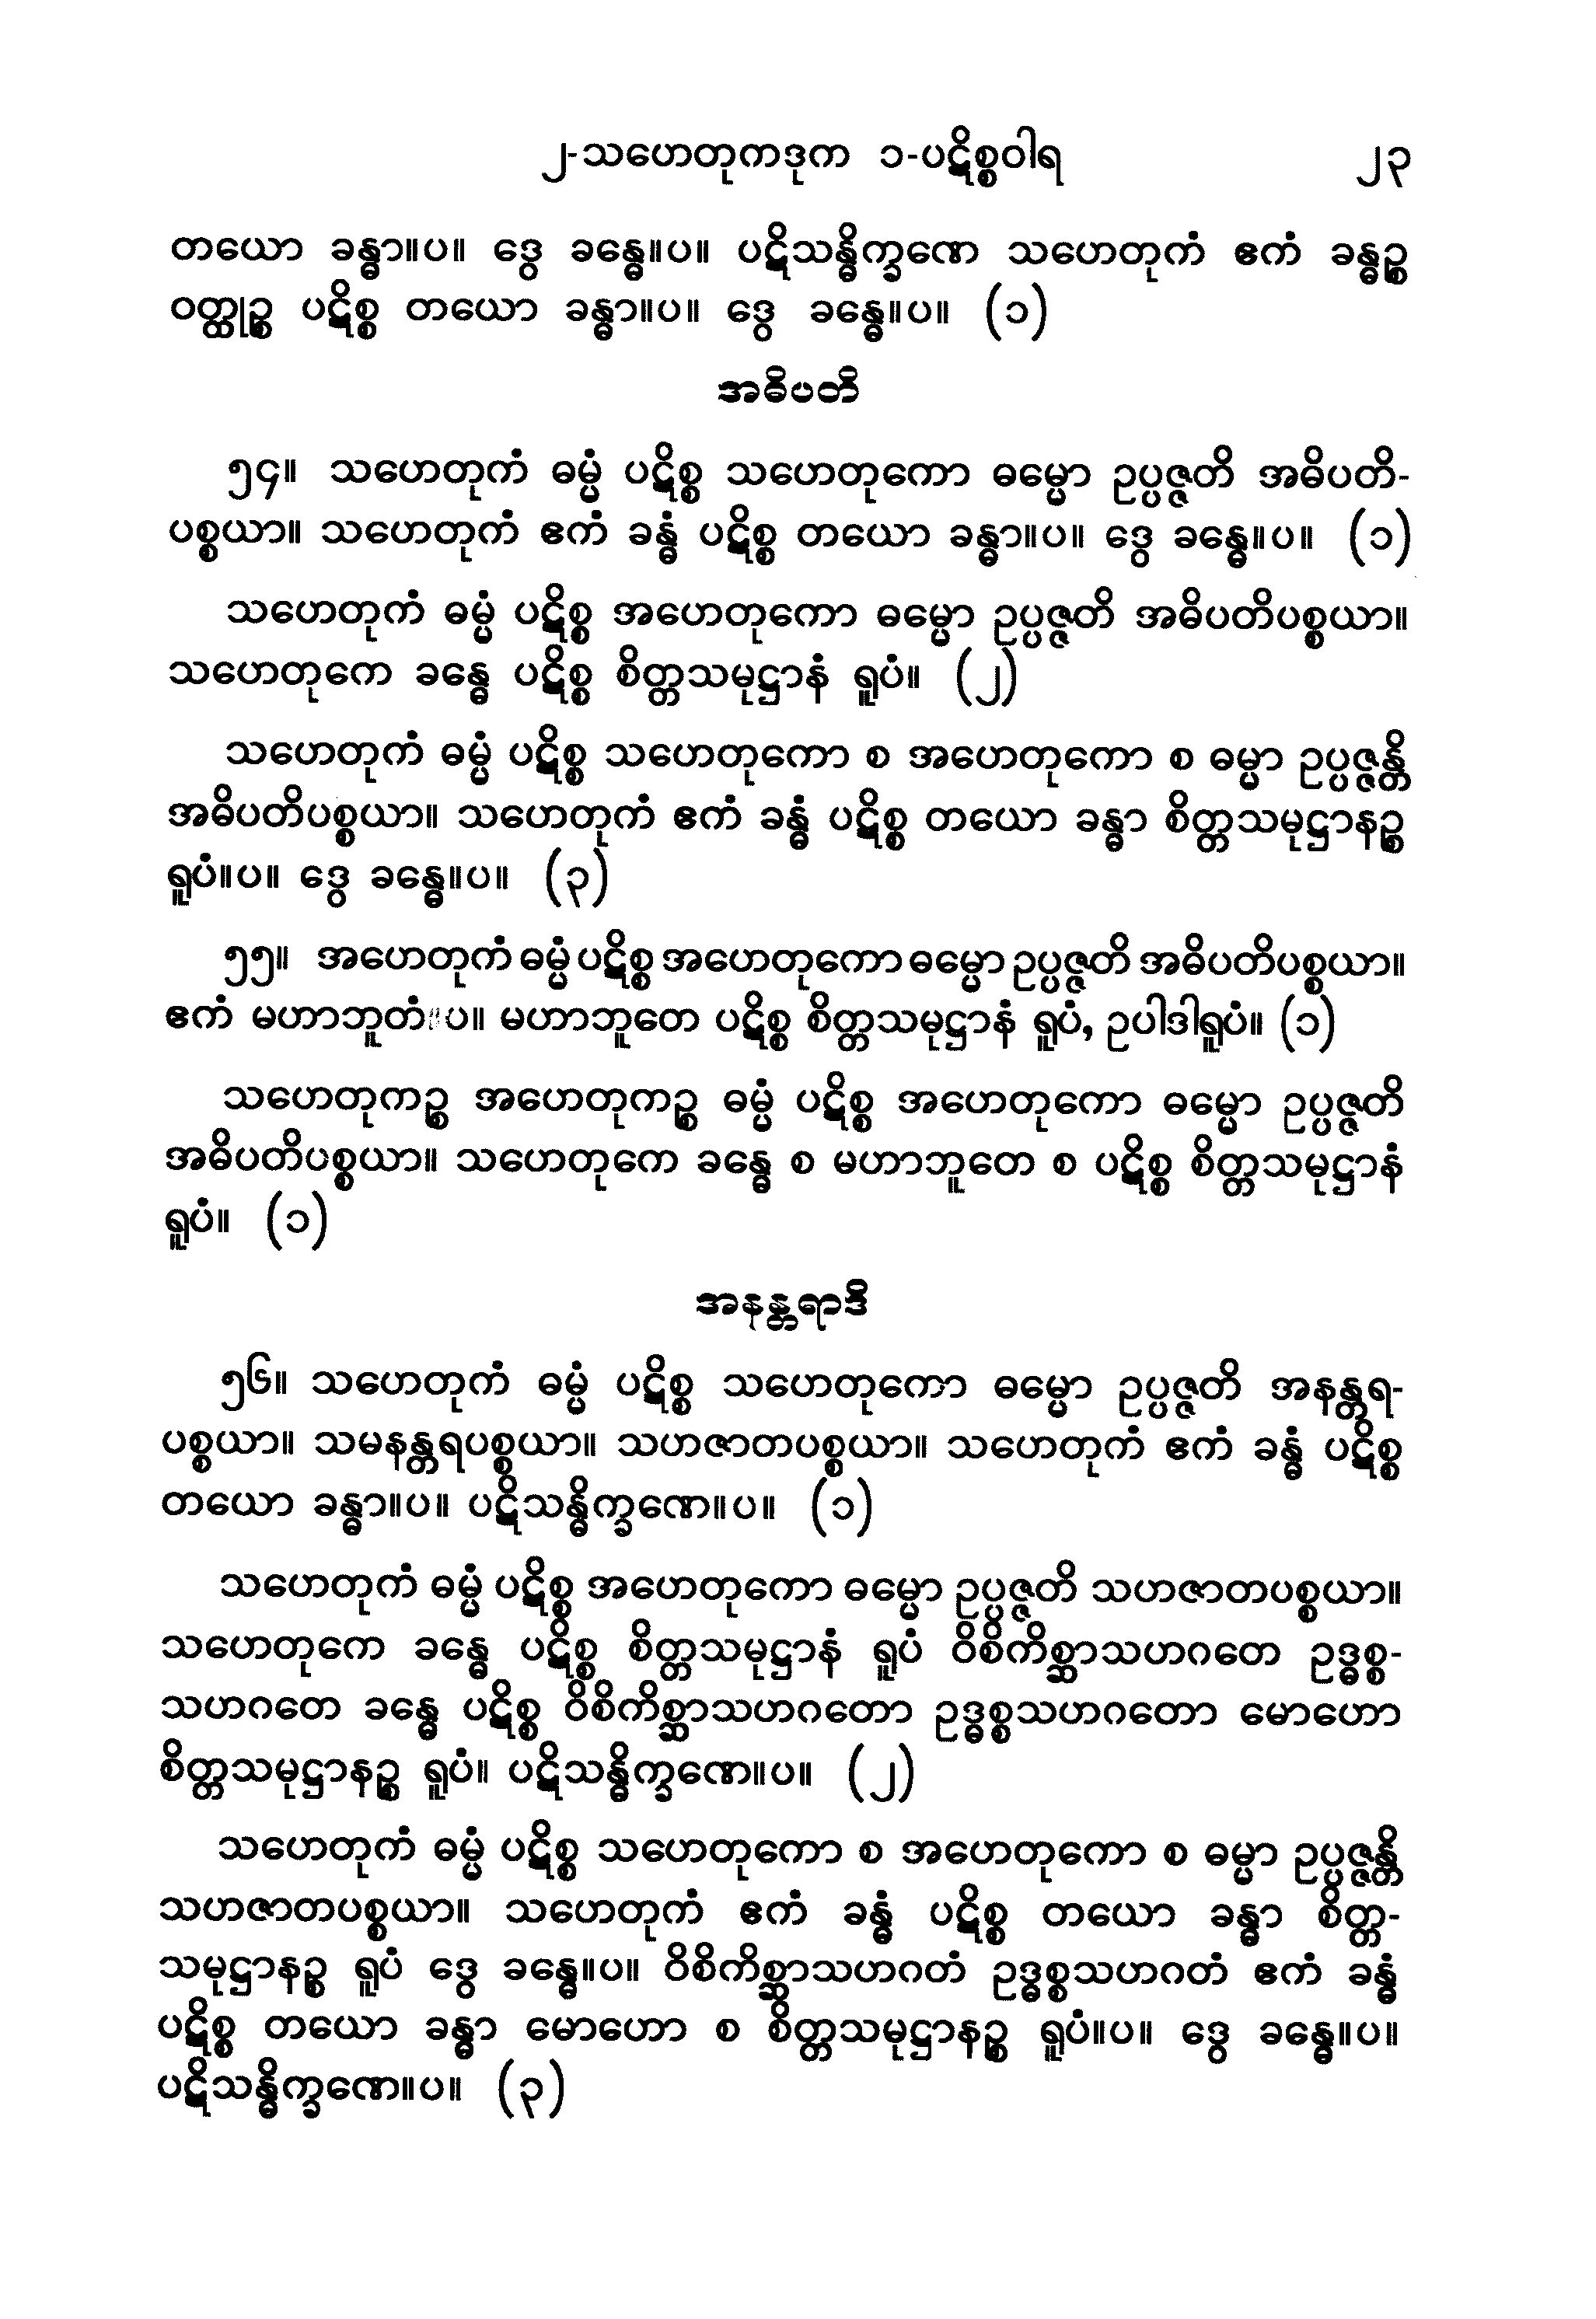 ၂-သဟေတုကဒုက ၁-ပဋိစ္စဝါရ ၂၃
တယော ခန္ဓာ။ပ။ ဒွေ ခန္ဓေ။ပ။ ပဋိသန္ဓိက္ခဏေ သဟေတုကံ ဧကံ ခန္ဓဉ္စ
ဝတ္ထုဉ္စ ပဋိစ္စ တယော ခန္ဓာ။ပ။ ဒွေ ခန္ဓေ။ပ။ (၁)
အဓိပတိ
၅၄။ သဟေတုကံ ဓမ္မံ ပဋိစ္စ သဟေတုကော ဓမ္မော ဥပ္ပဇ္ဇတိ အဓိပတိ-
ပစ္စယာ။ သဟေတုကံ ဧကံ ခန္ဓံ ပဋိစ္စ တယော ခန္ဓာ။ပ။ ဒွေ ခန္ဓေ။ပ။ (၁)
သဟေတုကံ ဓမ္မံ ပဋိစ္စ အဟေတုကော ဓမ္မော ဥပ္ပဇ္ဇတိ အဓိပတိပစ္စယာ။
သဟေတုကေ ခန္ဓေ ပဋိစ္စ စိတ္တသမုဋ္ဌာနံ ရူပံ။ (၂)
သဟေတုကံ ဓမ္မံ ပဋိစ္စ သဟေတုကော စ အဟေတုကော စ ဓမ္မာ ဥပ္ပဇ္ဇန္တိ
အဓိပတိပစ္စယာ။ သဟေတုကံ ဧကံ ခန္ဓံ ပဋိစ္စ တယော ခန္ဓာ စိတ္တသမုဋ္ဌာနဉ္စ
ရူပံ။ပ။ ဒွေ ခန္ဓေ။ပ။ (၃)
၅၅။ အဟေတုကံ ဓမ္မံ ပဋိစ္စ အဟေတုကော ဓမ္မော ဥပ္ပဇ္ဇတိ အဓိပတိပစ္စယာ။
ဧကံ မဟာဘူတံ။ပ။ မဟာဘူတေ ပဋိစ္စ စိတ္တသမုဋ္ဌာနံ ရူပံ, ဥပါဒါရူပံ။ (၁)
သဟေတုကဉ္စ အဟေတုကဉ္စ ဓမ္မံ ပဋိစ္စ အဟေတုကော ဓမ္မော ဥပ္ပဇ္ဇတိ
အဓိပတိပစ္စယာ။ သဟေတုကေ ခန္ဓေ စ မဟာဘူတေ စ ပဋိစ္စ စိတ္တသမုဋ္ဌာနံ
ရူပံ။ (၁)
အနန္တရာဒိ
၅၆။ သဟေတုကံ ဓမ္မံ ပဋိစ္စ သဟေတုကော ဓမ္မော ဥပ္ပဇ္ဇတိ အနန္တရ-
ပစ္စယာ။ သမနန္တရပစ္စယာ။ သဟဇာတပစ္စယာ။ သဟေတုကံ ဧကံ ခန္ဓံ ပဋိစ္စ
တယော ခန္ဓာ။ပ။ ပဋိသန္ဓိက္ခဏေ။ပ။ (၁)
သဟေတုကံ ဓမ္မံ ပဋိစ္စ အဟေတုကော ဓမ္မော ဥပ္ပဇ္ဇတိ သဟဇာတပစ္စယာ။
သဟေတုကေ ခန္ဓေ ပဋိစ္စ စိတ္တသမုဋ္ဌာနံ ရူပံ ဝိစိကိစ္ဆာသဟဂတေ ဥဒ္ဓစ္စ-
သဟဂတေ ခန္ဓေ ပဋိစ္စ ဝိစိကိစ္ဆာသဟဂတော ဥဒ္ဓစ္စသဟဂတော မောဟော
စိတ္တသမုဋ္ဌာနဉ္စ ရူပံ။ ပဋိသန္ဓိက္ခဏေ။ပ။ (၂)
သဟေတုကံ ဓမ္မံ ပဋိစ္စ သဟေတုကော စ အဟေတုကော စ ဓမ္မာ ဥပ္ပဇ္ဇန္တိ
သဟဇာတပစ္စယာ။ သဟေတုကံ ဧကံ ခန္ဓံ ပဋိစ္စ တယော ခန္ဓာ စိတ္တ-
သမုဋ္ဌာနဉ္စ ရူပံ ဒွေ ခန္ဓေ။ပ။ ဝိစိကိစ္ဆာသဟဂတံ ဥဒ္ဓစ္စသဟဂတံ ဧကံ ခန္ဓံ
ပဋိစ္စ တယော ခန္ဓာ မောဟော စ စိတ္တသမုဋ္ဌာနဉ္စ ရူပံ။ပ။ ဒွေ ခန္ဓေ။ပ။
ပဋိသန္ဓိက္ခဏေ။ပ။ (၃)